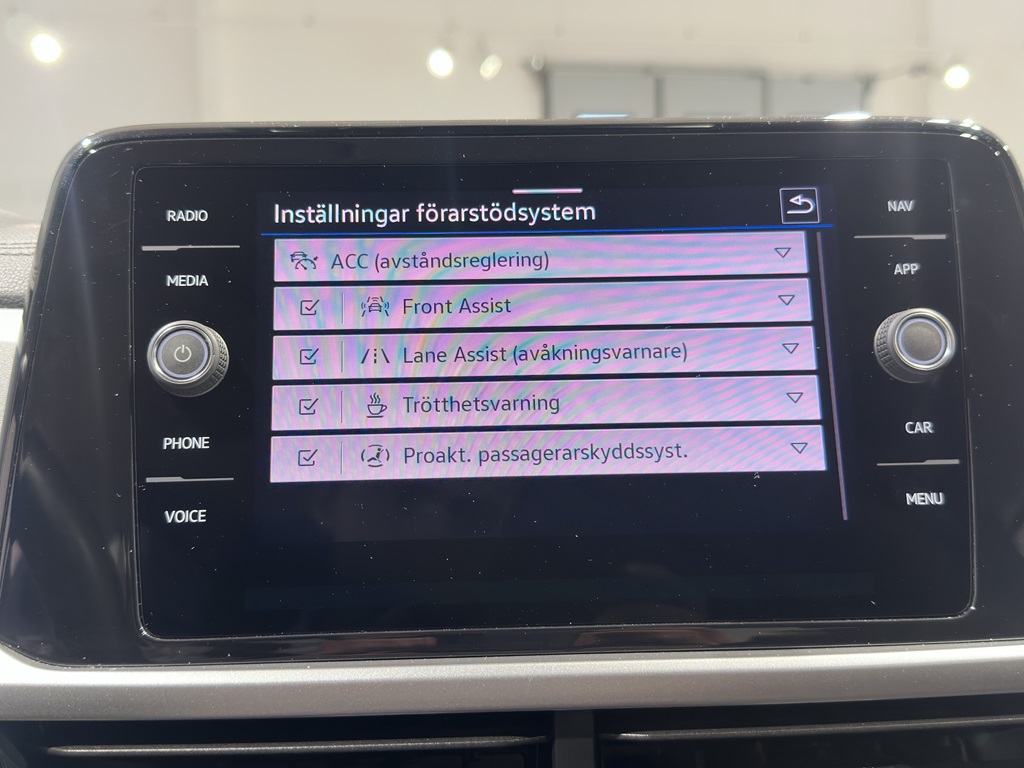 RADIO
MEDIA
PHONE
VOICE
Inställningar förarstödsystem
ACC (avståndsreglering)
Front Assist
Lane Assist (avåkningsvarnare)
Trötthetsvarning
Proakt. passagerarskyddssyst.
NAV
APP
CAR
MENU